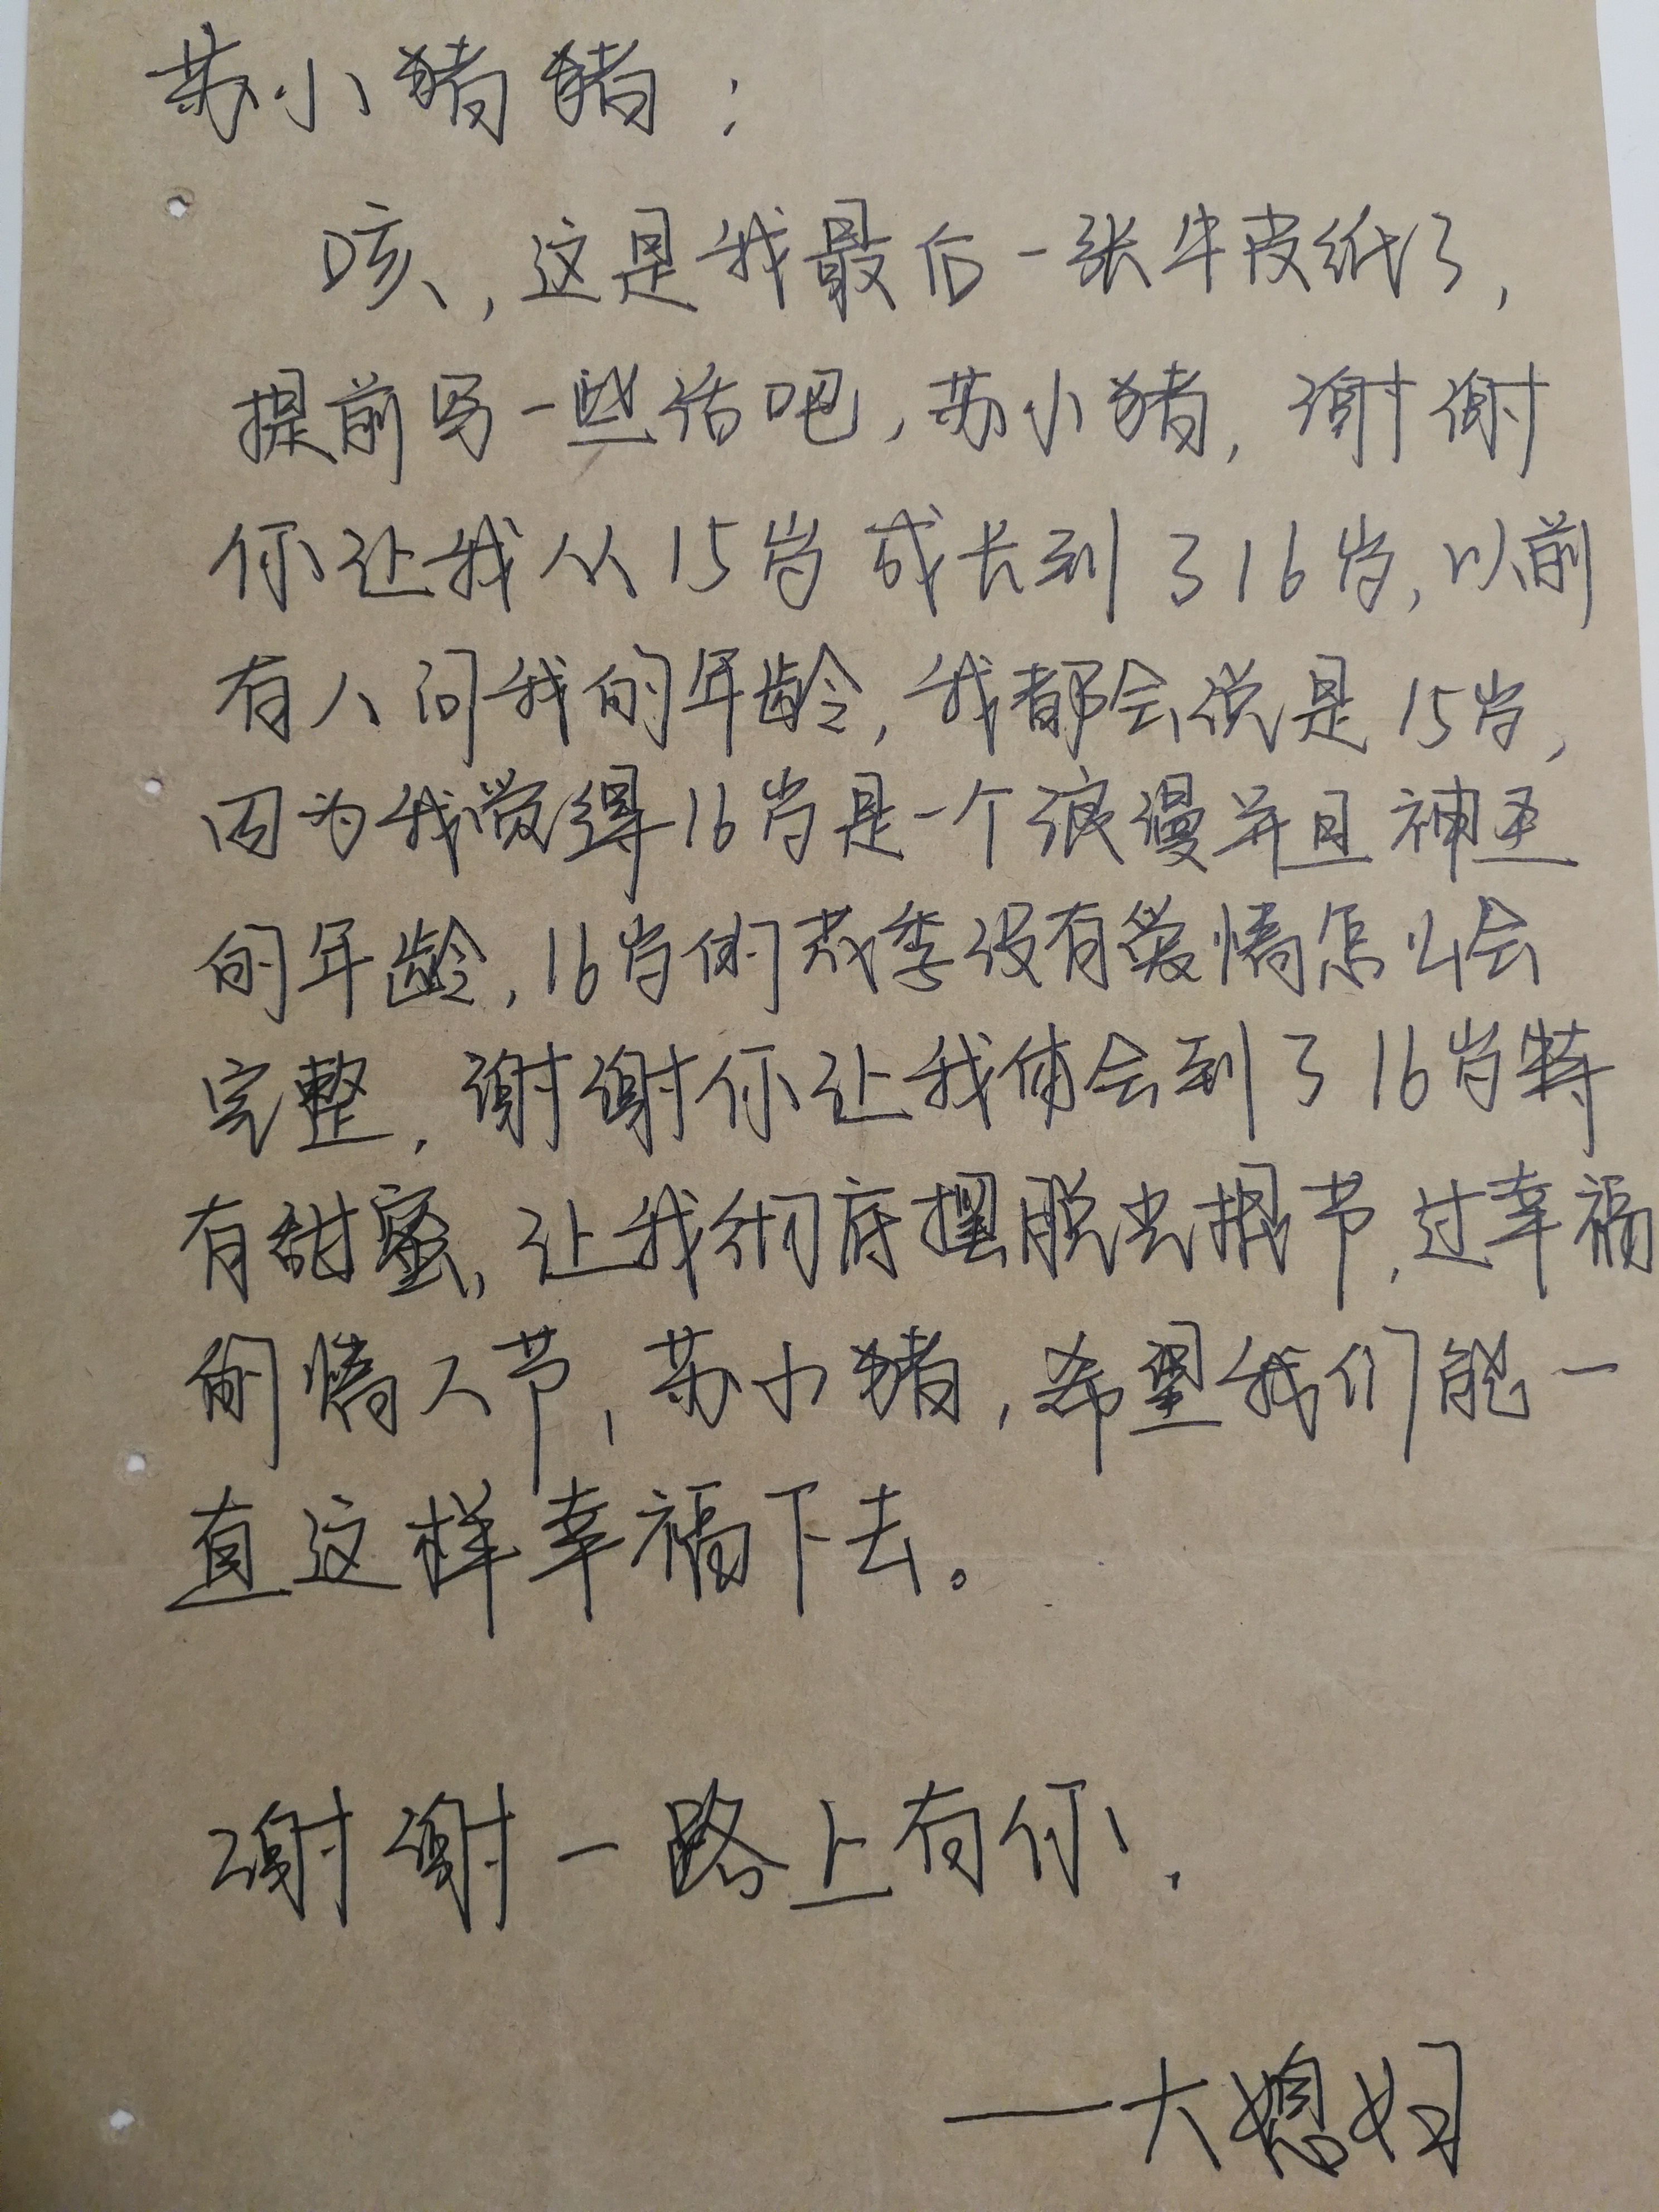 苏小猪猪：
咳，这是我最后一张牛皮纸了，
提前写一些话吧，苏小猪，谢谢
你让我从15岁成长到了16岁，以前
有人问我的年龄，我都会说是15岁，
因为我觉得16岁是一个浪漫并且神圣
的年龄，16岁的花季没有爱情怎么会
完整，谢谢你让我体会到了16岁特
有甜蜜，让我彻底摆脱光棍节，过幸福
的情人节，苏小猪，希望我们能一
直这样幸福下去。
谢谢一路上有你，
——大媳妇